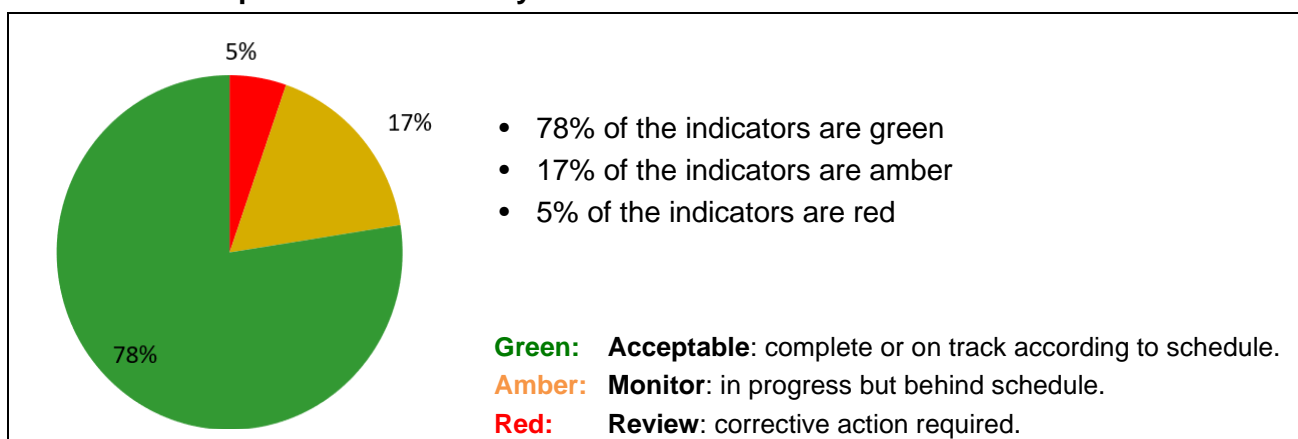 5%
17%
78%
• 78% of the indicators are green
• 17% of the indicators are amber
• 5% of the indicators are red
Green: Acceptable: complete or on track according to schedule.
Amber: Monitor: in progress but behind schedule.
Red: Review: corrective action required.